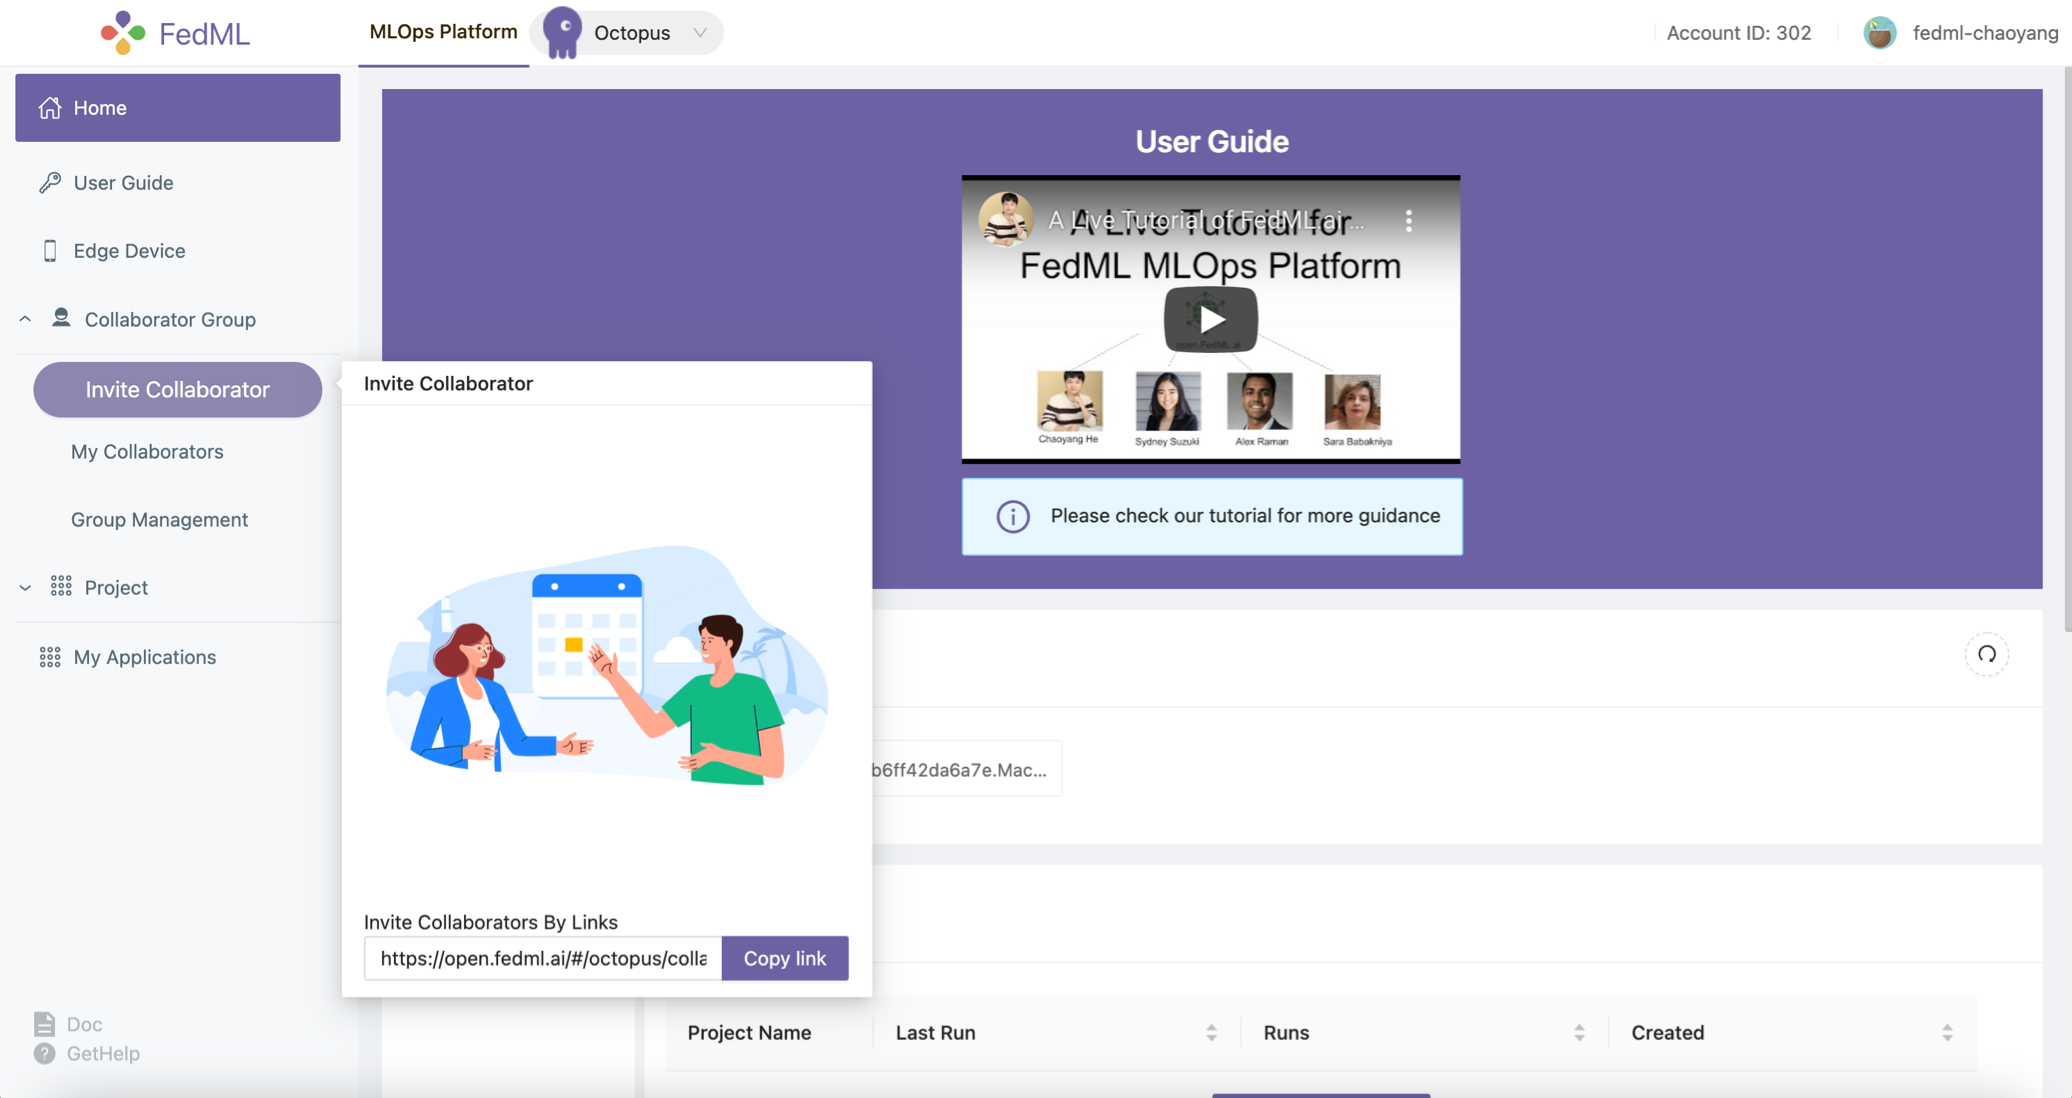 FedML
MLOps Platform
Octopus
Account ID: 302
fedml-chaoyang
Home
User Guide
Edge Device
Collaborator Group
Invite Collaborator
My Collaborators
Group Management
Project
My Applications
Doc
GetHelp
User Guide
A Live Tutorial of FedML.ai ...
A Live Tutorial for
FedML MLOps Platform
open.FedML.ai
Chaoyang He
Sydney Suzuki
Alex Raman
Sara Babakniya
Please check our tutorial for more guidance
Invite Collaborator
Invite Collaborators By Links
https://open.fedml.ai/#/octopus/colla
Copy link
b6ff42da6a7e.Mac...
Project Name
Last Run
Runs
Created